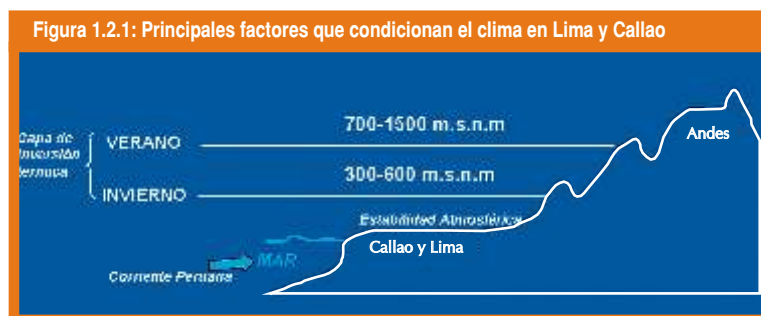 Figura 1.2.1: Principales factores que condicionan el clima en Lima y Callao
700-1500 m.s.n.m
Andes
Capa de
inversión
termica
VERANO
300-600 m.s.n.m
INVIERNO
Estabilidad Atmosférica
Callao y Lima
MAR
Corriente Peruana